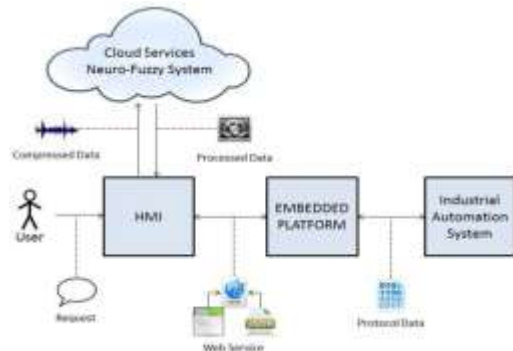 Cloud Services
Neuro-Fuzzy System
Compressed Data
Processed Data
User
HMI
EMBEDDED
PLATFORM
Industrial
Automation
System
Request
Web Service
Protocol Data